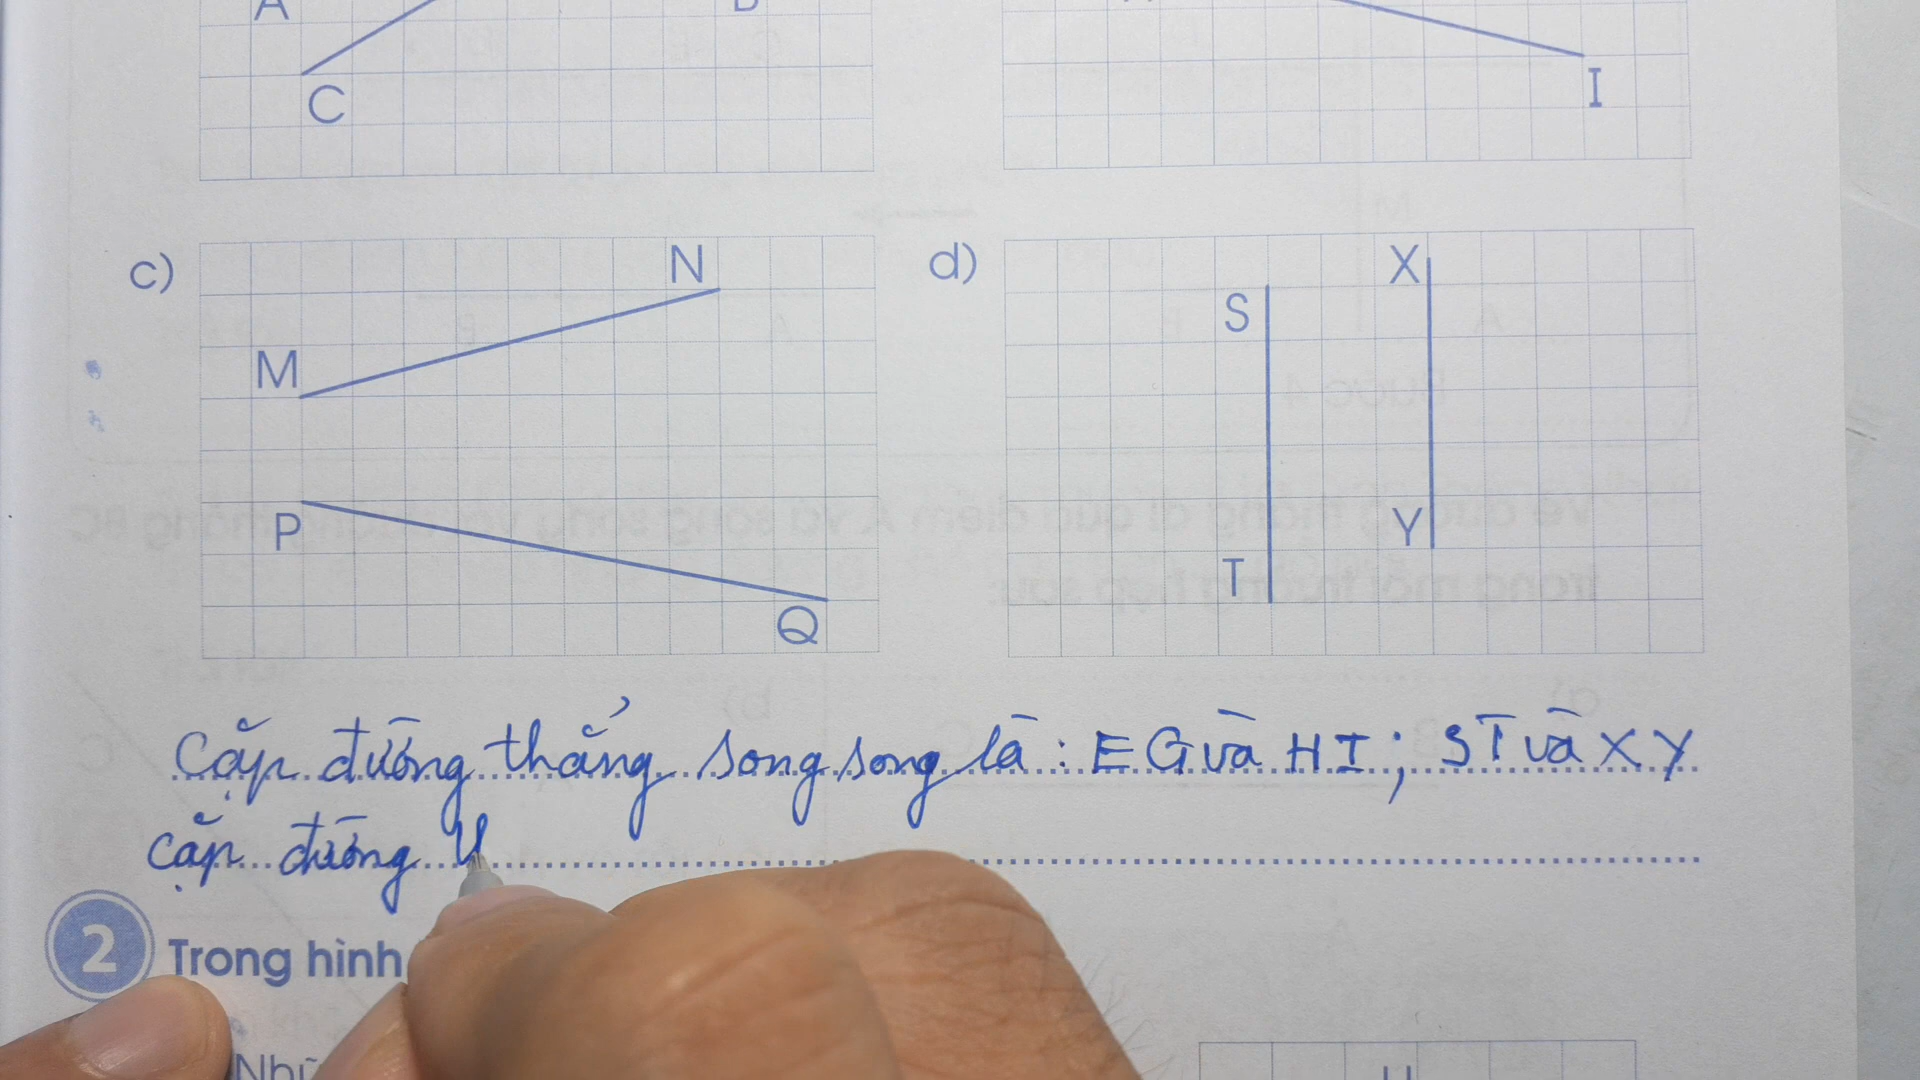 A
C
I
c)
N
M
P
Q
d)
S
X
T
Y
Cặp đường thẳng song song là : EG và HI ; ST và XY
cặp đường
2 Trong hình